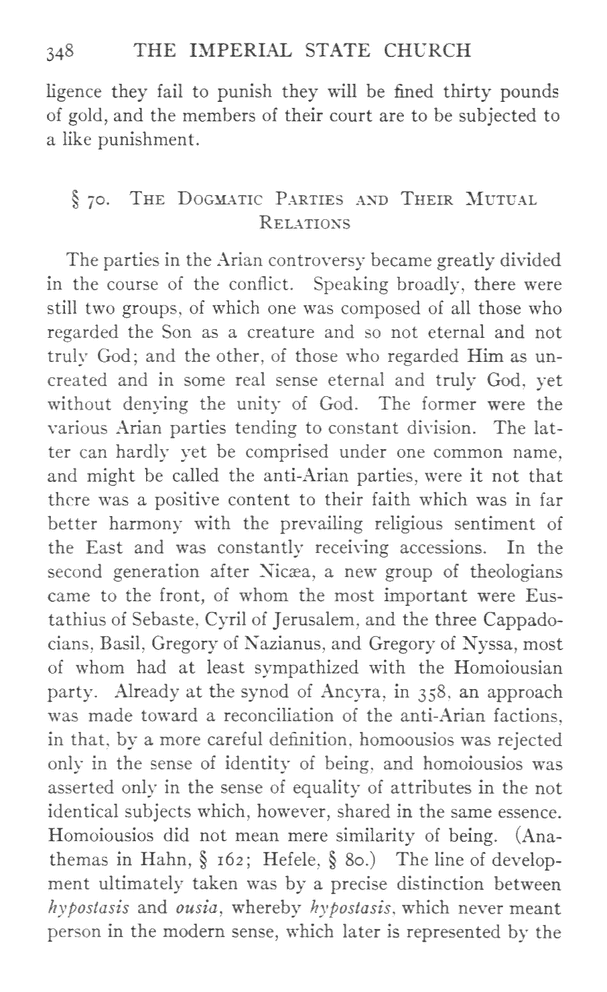 348 THE IMPERIAL STATE CHURCH
ligence they fail to punish they will be fined thirty pounds
of gold, and the members of their court are to be subjected to
a like punishment.
§ 70. The Dogmatic Parties and Their Mutual
Relations
The parties in the Arian controversy became greatly divided
in the course of the conflict. Speaking broadly, there were
still two groups, of which one was composed of all those who
regarded the Son as a creature and so not eternal and not
truly God; and the other, of those who regarded Him as un-
created and in some real sense eternal and truly God, yet
without denying the unity of God. The former were the
various Arian parties tending to constant division. The lat-
ter can hardly yet be comprised under one common name,
and might be called the anti-Arian parties, were it not that
there was a positive content to their faith which was in far
better harmony with the prevailing religious sentiment of
the East and was constantly receiving accessions. In the
second generation after Nicæa, a new group of theologians
came to the front, of whom the most important were Eus-
tathius of Sebaste, Cyril of Jerusalem, and the three Cappado-
cians, Basil, Gregory of Nazianus, and Gregory of Nyssa, most
of whom had at least sympathized with the Homoiousian
party. Already at the synod of Ancyra, in 358, an approach
was made toward a reconciliation of the anti-Arian factions,
in that, by a more careful definition, homoousios was rejected
only in the sense of identity of being, and homoiousios was
asserted only in the sense of equality of attributes in the not
identical subjects which, however, shared in the same essence.
Homoiousios did not mean mere similarity of being. (Ana-
themas in Hahn, § 162; Hefele, § 80.) The line of develop-
ment ultimately taken was by a precise distinction between
hypostasis and ousia, whereby hypostasis, which never meant
person in the modern sense, which later is represented by the